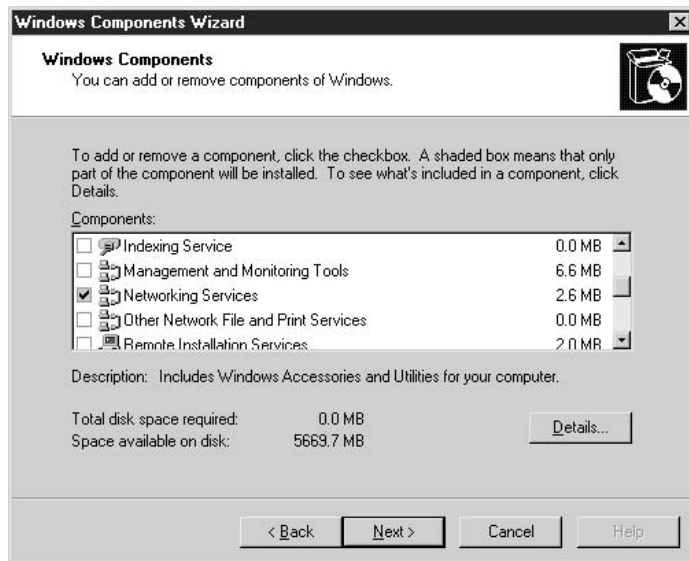 Windows Components Wizard
Windows Components
You can add or remove components of Windows.
To add or remove a component, click the checkbox. A shaded box means that only
part of the component will be installed. To see what's included in a component, click
Details.
Components:
Indexing Service 0.0 MB
Management and Monitoring Tools 6.6 MB
Networking Services 2.6 MB
Other Network File and Print Services 0.0 MB
Remote Installation Services 2.0 MB
Description: Includes Windows Accessories and Utilities for your computer.
Total disk space required: 0.0 MB
Space available on disk: 5669.7 MB
Details...
< Back Next > Cancel Help